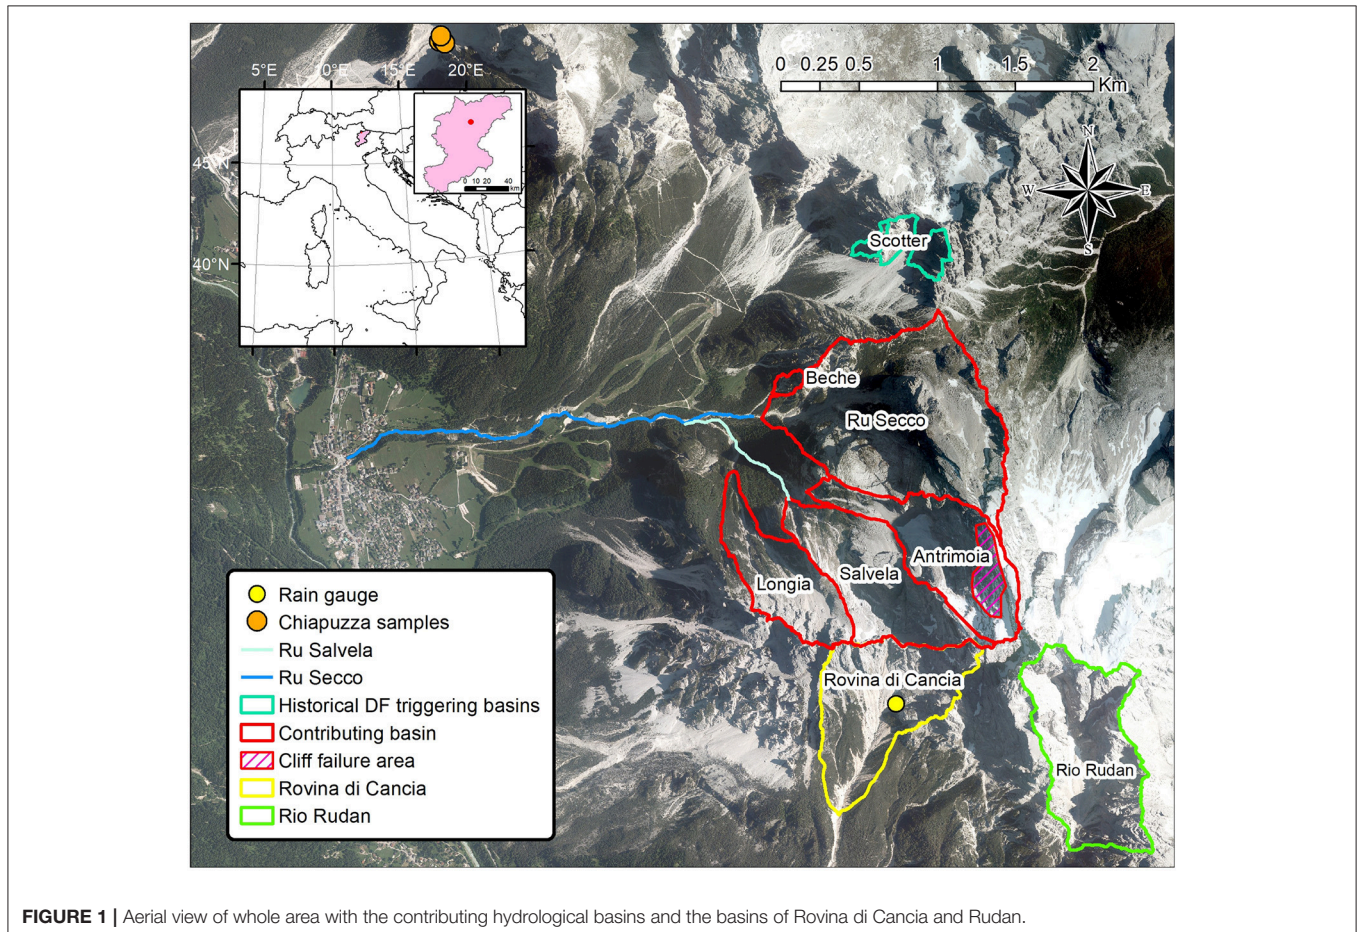 0 0.25 0.5 1 1.5 2
Km
5°E 10°E 15°E 20°E
45°N
40°N
0 10 20 40
km
N
W E
S
Scotter
Beche
Ru Secco
Antrimoia
Salvela
Longia
Rovina di Cancia
Rio Rudan
Rain gauge
Chiapuzza samples
Ru Salvela
Ru Secco
Historical DF triggering basins
Contributing basin
Cliff failure area
Rovina di Cancia
Rio Rudan
FIGURE 1 | Aerial view of whole area with the contributing hydrological basins and the basins of Rovina di Cancia and Rudan.